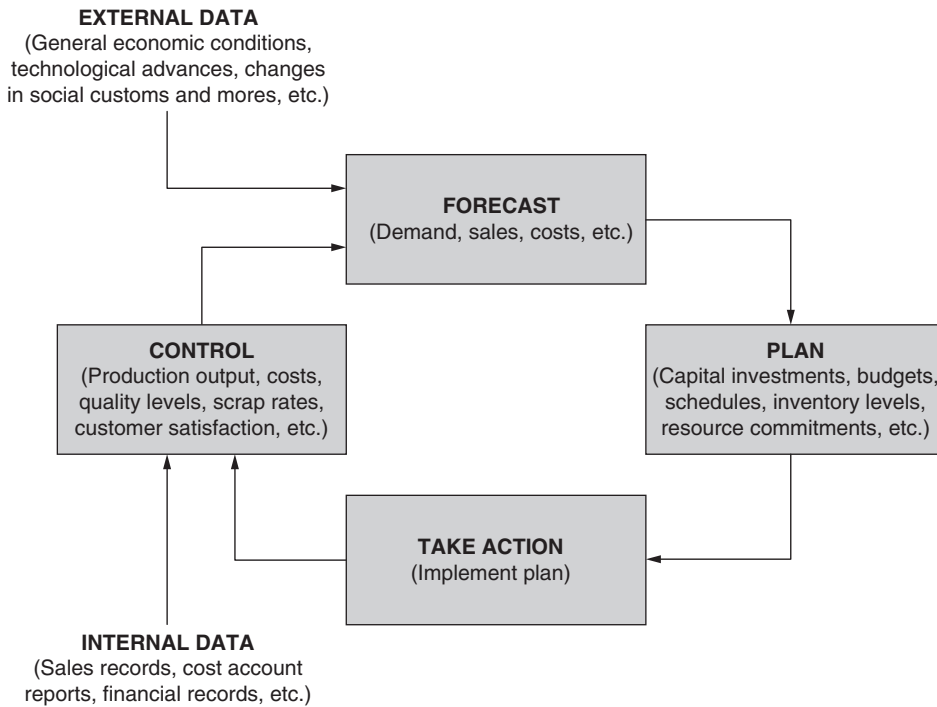 EXTERNAL DATA
(General economic conditions,
technological advances, changes
in social customs and mores, etc.)
FORECAST
(Demand, sales, costs, etc.)
CONTROL
(Production output, costs,
quality levels, scrap rates,
customer satisfaction, etc.)
PLAN
(Capital investments, budgets,
schedules, inventory levels,
resource commitments, etc.)
TAKE ACTION
(Implement plan)
INTERNAL DATA
(Sales records, cost account
reports, financial records, etc.)